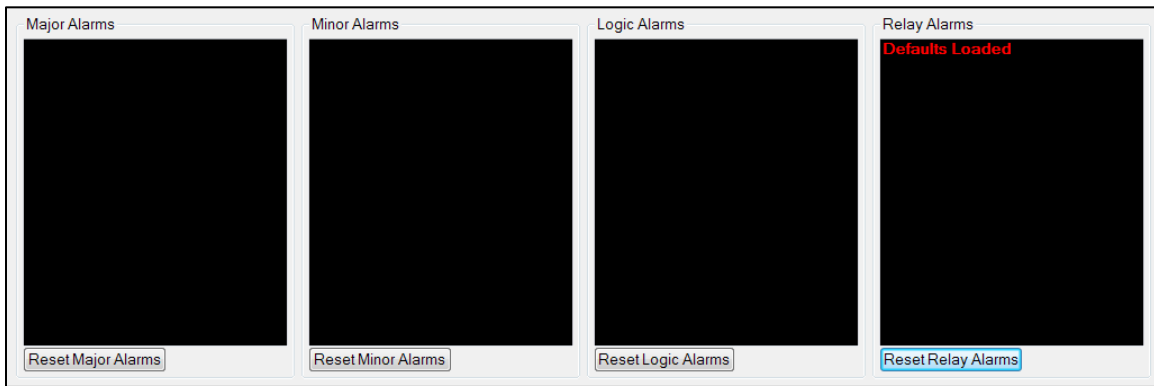 Major Alarms
Minor Alarms
Logic Alarms
Relay Alarms
Defaults Loaded
Reset Major Alarms
Reset Minor Alarms
Reset Logic Alarms
Reset Relay Alarms